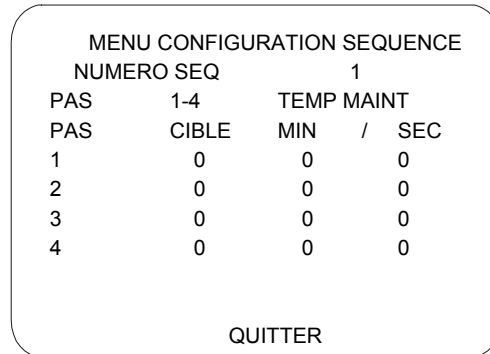 MENU CONFIGURATION SEQUENCE
NUMERO SEQ 1
PAS 1-4 TEMP MAINT
PAS CIBLE MIN / SEC
1 0 0 0
2 0 0 0
3 0 0 0
4 0 0 0
QUITTER